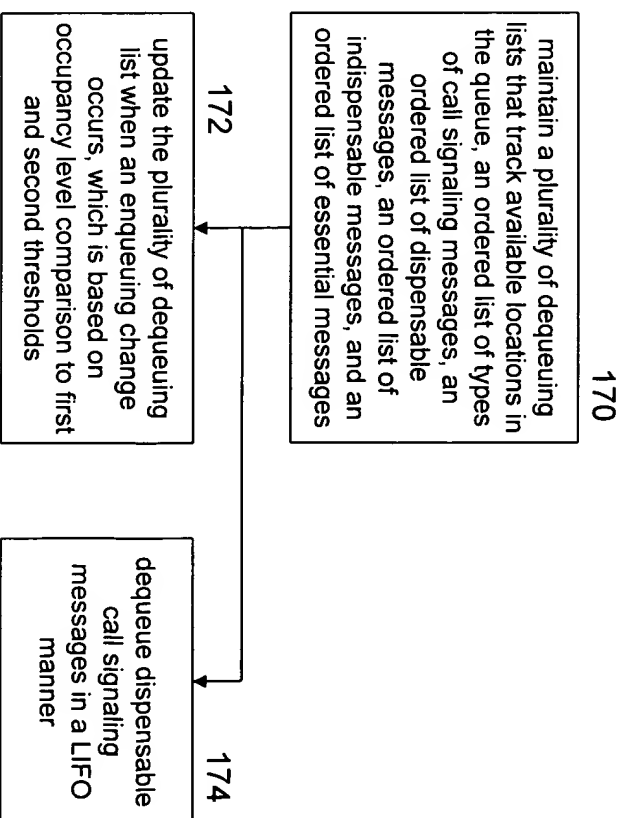 170
maintain a plurality of dequeuing
lists that track available locations in
the queue, an ordered list of types
of call signaling messages, an
ordered list of dispensable
messages, an ordered list of
indispensable messages, and an
ordered list of essential messages
172
update the plurality of dequeuing
list when an enqueuing change
occurs, which is based on
occupancy level comparison to first
and second thresholds
174
dequeue dispensable
call signaling
messages in a LIFO
manner